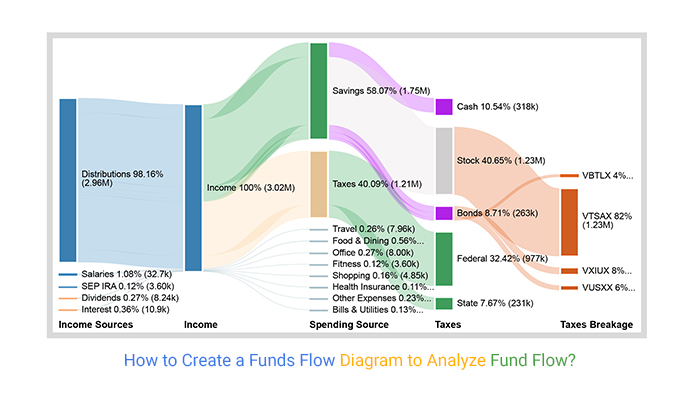 Distributions 98.16%
(2.96M)
Salaries 1.08% (32.7k)
SEP IRA 0.12% (3.60k)
Dividends 0.27% (8.24k)
Interest 0.36% (10.9k)
Income Sources
Income 100% (3.02M)
Income
Savings 58.07% (1.75M)
Taxes 40.09% (1.21M)
Travel 0.26% (7.96k)
Food & Dining 0.56%...
Office 0.27% (8.00k)
Fitness 0.12% (3.60k)
Shopping 0.16% (4.85k)
Health Insurance 0.11%...
Other Expenses 0.23%...
Bills & Utilities 0.13%...
Spending Source
Cash 10.54% (318k)
Stock 40.65% (1.23M)
Bonds 8.71% (263k)
Federal 32.42% (977k)
State 7.67% (231k)
Taxes
VBTLX 4%...
VTSAX 82%
(1.23M)
VXIUX 8%...
VUSXX 6%...
Taxes Breakage
How to Create a Funds Flow Diagram to Analyze Fund Flow?